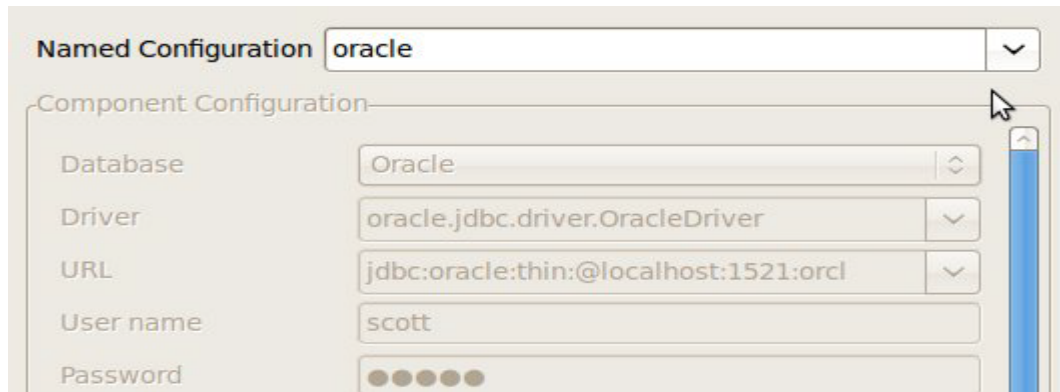 Named Configuration oracle
Component Configuration
Database Oracle
Driver oracle.jdbc.driver.OracleDriver
URL jdbc:oracle:thin:@localhost:1521:orcl
User name scott
Password ●●●●●